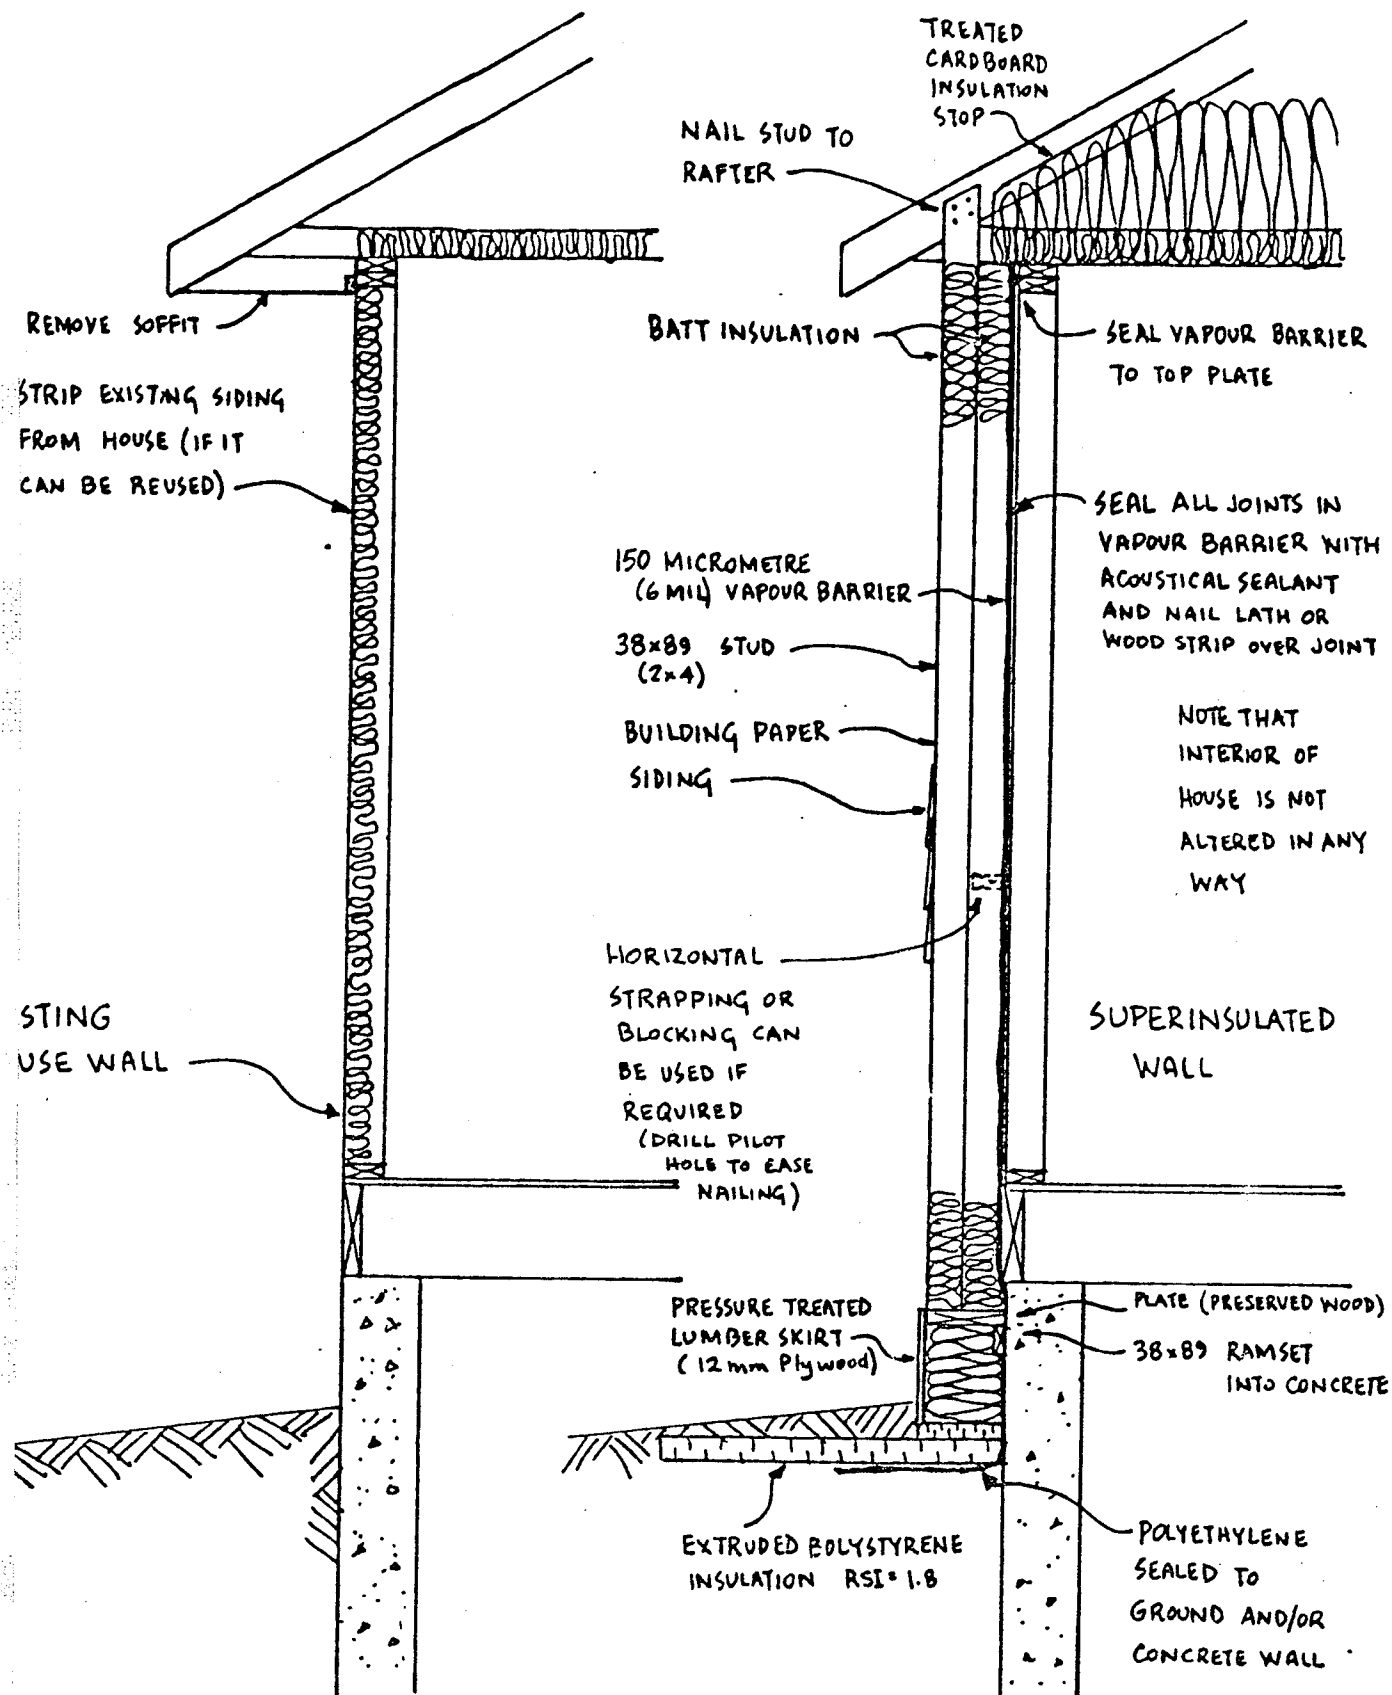 TREATED
CARDBOARD
INSULATION
STOP
NAIL STUD TO
RAFTER
REMOVE SOFFIT
BATT INSULATION
SEAL VAPOUR BARRIER
TO TOP PLATE
STRIP EXISTING SIDING
FROM HOUSE (IF IT
CAN BE REUSED)
SEAL ALL JOINTS IN
VAPOUR BARRIER WITH
ACOUSTICAL SEALANT
AND NAIL LATH OR
WOOD STRIP OVER JOINT
150 MICROMETRE
(6 MIL) VAPOUR BARRIER
38x89 STUD
(2x4)
BUILDING PAPER
SIDING
NOTE THAT
INTERIOR OF
HOUSE IS NOT
ALTERED IN ANY
WAY
HORIZONTAL
STRAPPING OR
BLOCKING CAN
BE USED IF
REQUIRED
(DRILL PILOT
HOLE TO EASE
NAILING)
STING
USE WALL
SUPERINSULATED
WALL
PRESSURE TREATED
LUMBER SKIRT
(12mm Plywood)
PLATE (PRESERVED WOOD)
38x89 RAMSET
INTO CONCRETE
EXTRUDED POLYSTYRENE
INSULATION RSI=1.8
POLYETHYLENE
SEALED TO
GROUND AND/OR
CONCRETE WALL